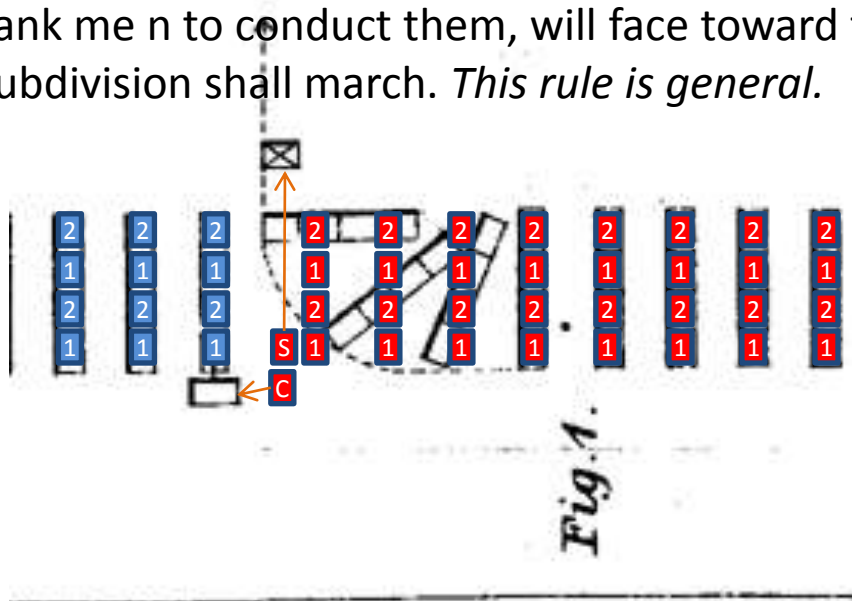 ank me n to conduct them, will face toward t
ubdivision shall march. This rule is general.
2 2 2 2 2 2 2 2 2 2 2
1 1 1 1 1 1 1 1 1 1 1
2 2 2 2 2 2 2 2 2 2 2
1 1 1 S 1 1 1 1 1 1 1 1
C
Fig.1.